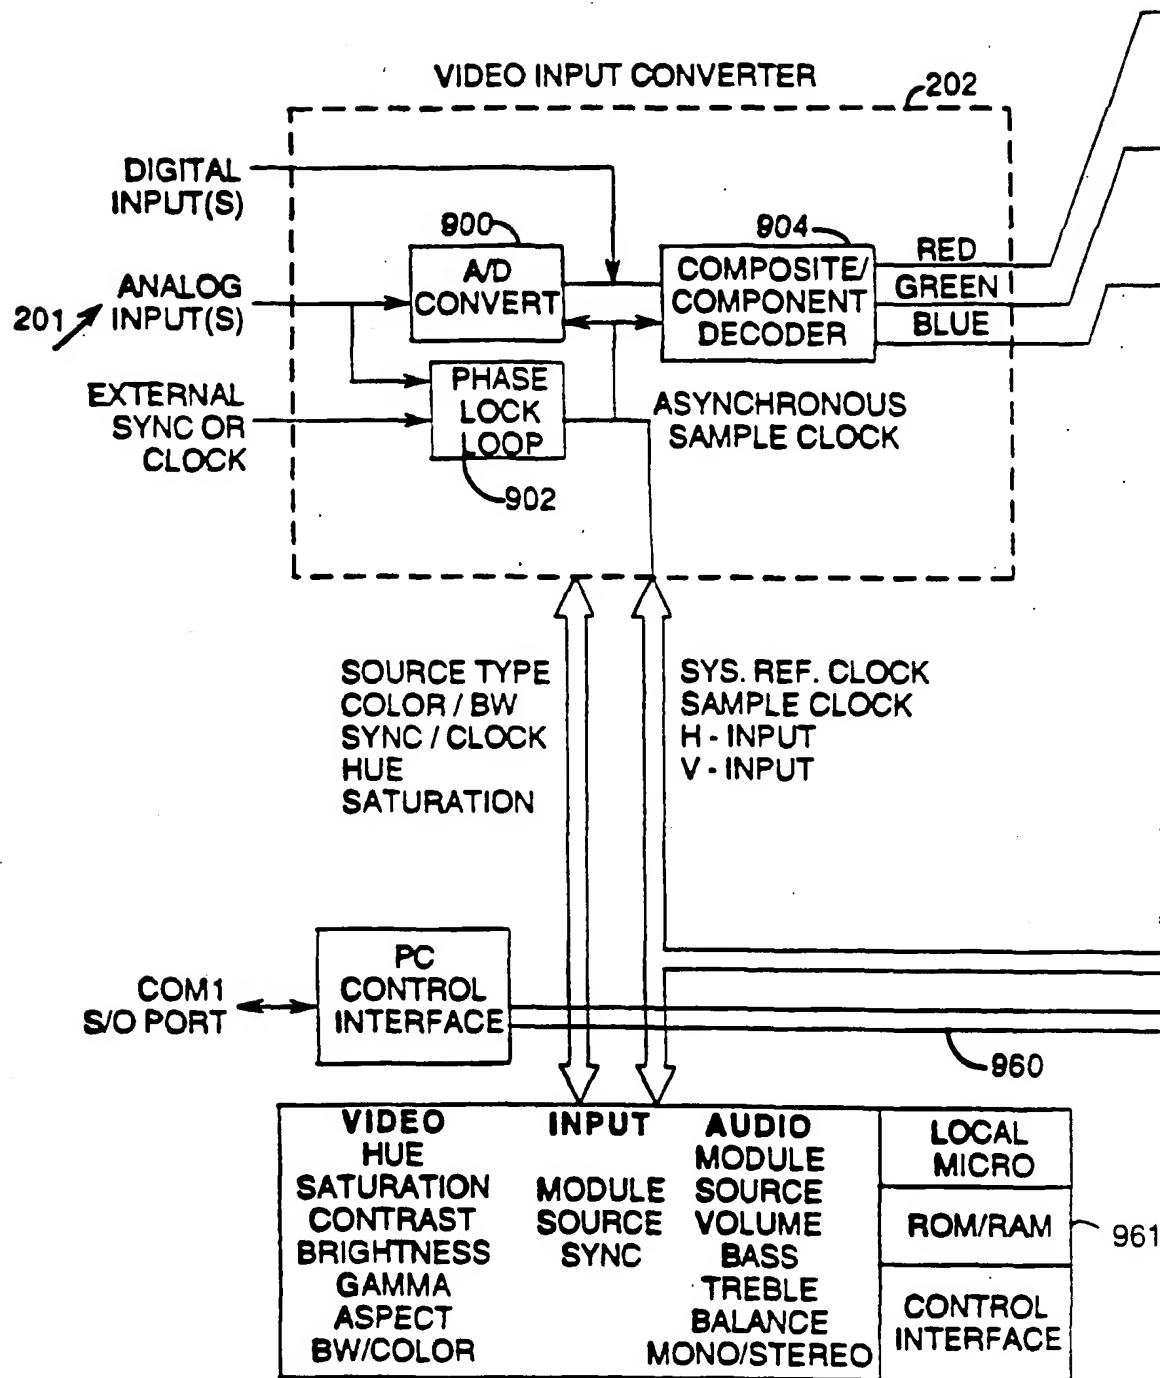 VIDEO INPUT CONVERTER
202
DIGITAL
INPUT(S)
900
904
A/D
CONVERT
COMPOSITE/
COMPONENT
DECODER
RED
GREEN
BLUE
ANALOG
INPUT(S)
201
EXTERNAL
SYNC OR
CLOCK
PHASE
LOCK
LOOP
902
ASYNCHRONOUS
SAMPLE CLOCK
SOURCE TYPE
COLOR / BW
SYNC / CLOCK
HUE
SATURATION
SYS. REF. CLOCK
SAMPLE CLOCK
H - INPUT
V - INPUT
COM1
S/O PORT
PC
CONTROL
INTERFACE
960
VIDEO
HUE
SATURATION
CONTRAST
BRIGHTNESS
GAMMA
ASPECT
BW/COLOR
INPUT
MODULE
SOURCE
SYNC
AUDIO
MODULE
SOURCE
VOLUME
BASS
TREBLE
BALANCE
MONO/STEREO
LOCAL
MICRO
ROM/RAM
961
CONTROL
INTERFACE